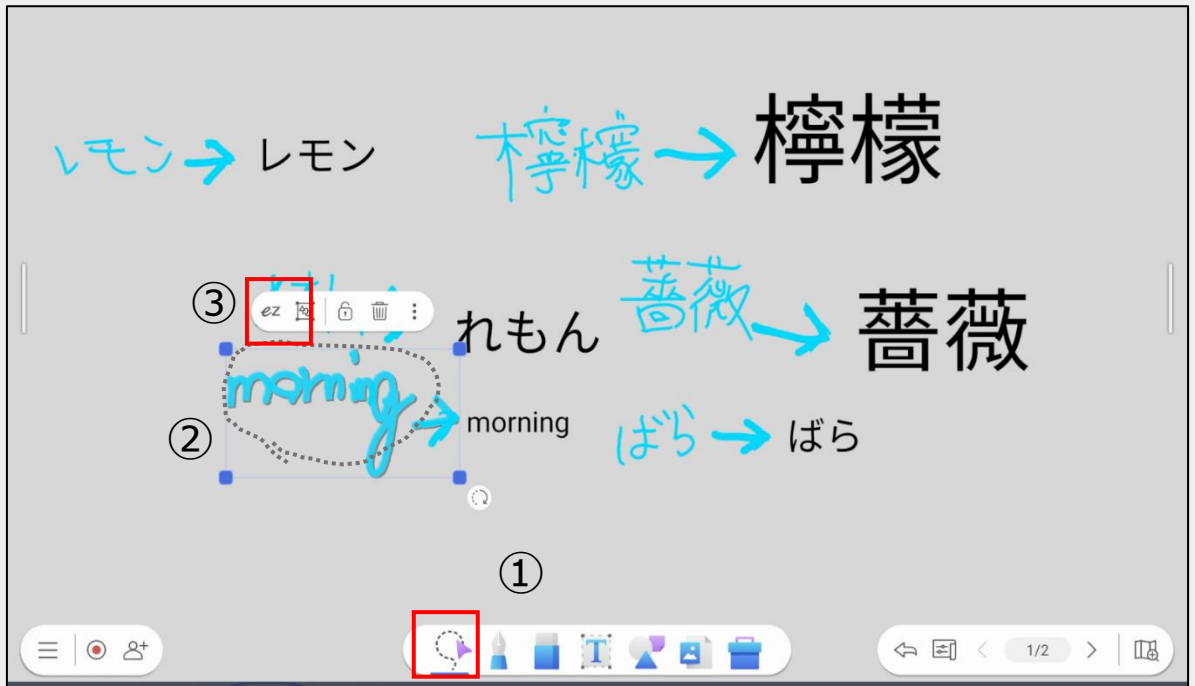 レモン→レモン
檸檬→檸檬
③
ez
れもん
薔薇→薔薇
②
morning→morning
ばら→ばら
①
T
1/2